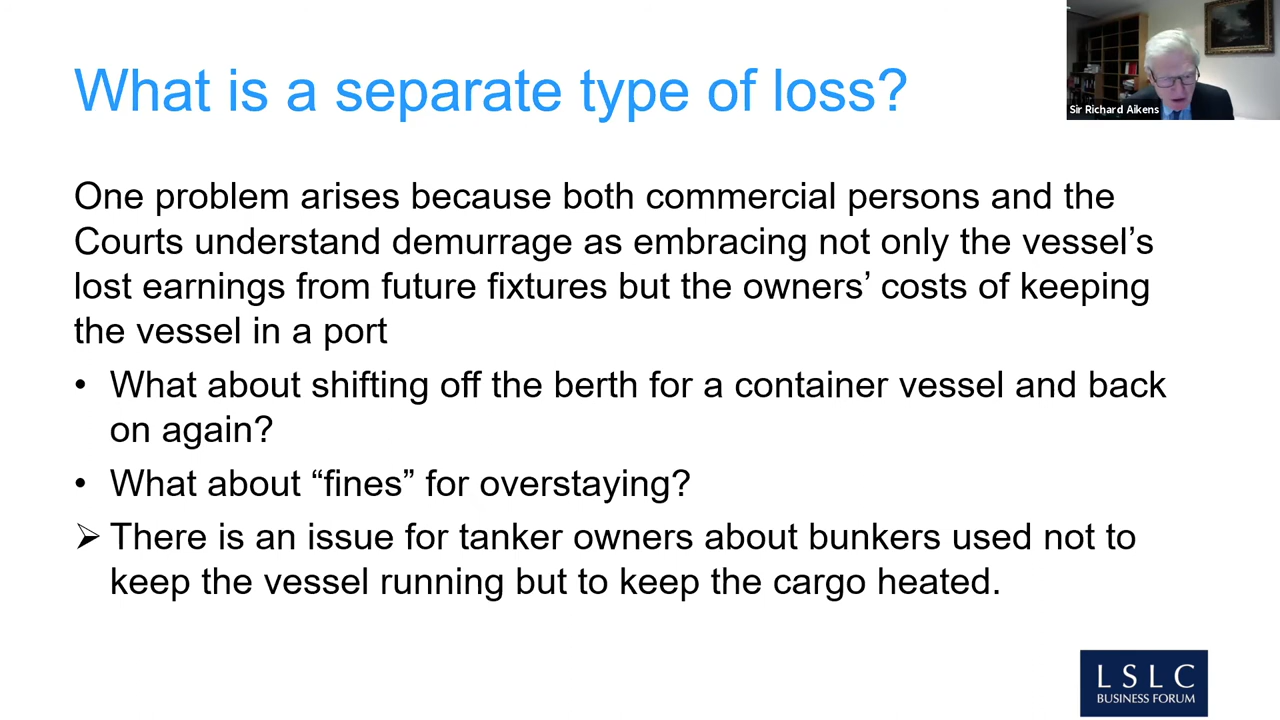 What is a separate type of loss?
Sir Richard Aikens
One problem arises because both commercial persons and the
Courts understand demurrage as embracing not only the vessel’s
lost earnings from future fixtures but the owners’ costs of keeping
the vessel in a port
• What about shifting off the berth for a container vessel and back
on again?
• What about “fines” for overstaying?
➢ There is an issue for tanker owners about bunkers used not to
keep the vessel running but to keep the cargo heated.
LSLC
BUSINESS FORUM